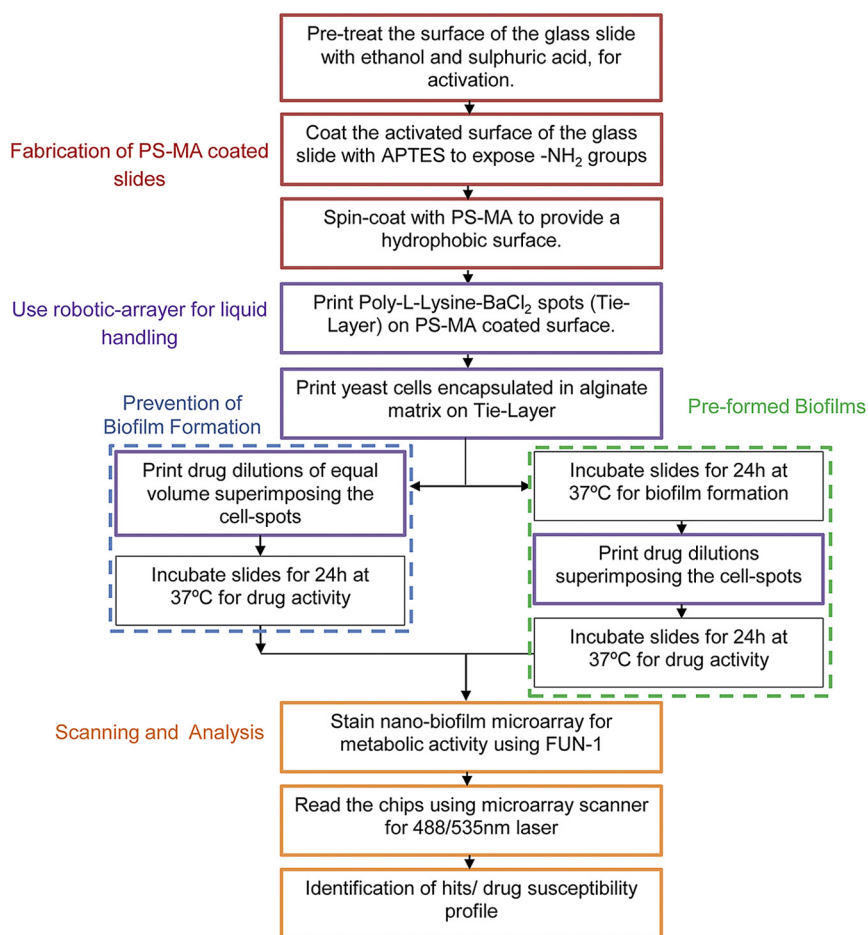 Pre-treat the surface of the glass slide
with ethanol and sulphuric acid, for
activation.
Fabrication of PS-MA coated
slides
Coat the activated surface of the glass
slide with APTES to expose -NH₂ groups
Spin-coat with PS-MA to provide a
hydrophobic surface.
Use robotic-arrayer for liquid
handling
Print Poly-L-Lysine-BaCl₂ spots (Tie-
Layer) on PS-MA coated surface.
Print yeast cells encapsulated in alginate
matrix on Tie-Layer
Prevention of
Biofilm Formation
Print drug dilutions of equal
volume superimposing the
cell-spots
Incubate slides for 24h at
37ºC for drug activity
Pre-formed Biofilms
Incubate slides for 24h at
37ºC for biofilm formation
Print drug dilutions
superimposing the cell-spots
Incubate slides for 24h at
37ºC for drug activity
Scanning and Analysis
Stain nano-biofilm microarray for
metabolic activity using FUN-1
Read the chips using microarray scanner
for 488/535nm laser
Identification of hits/ drug susceptibility
profile